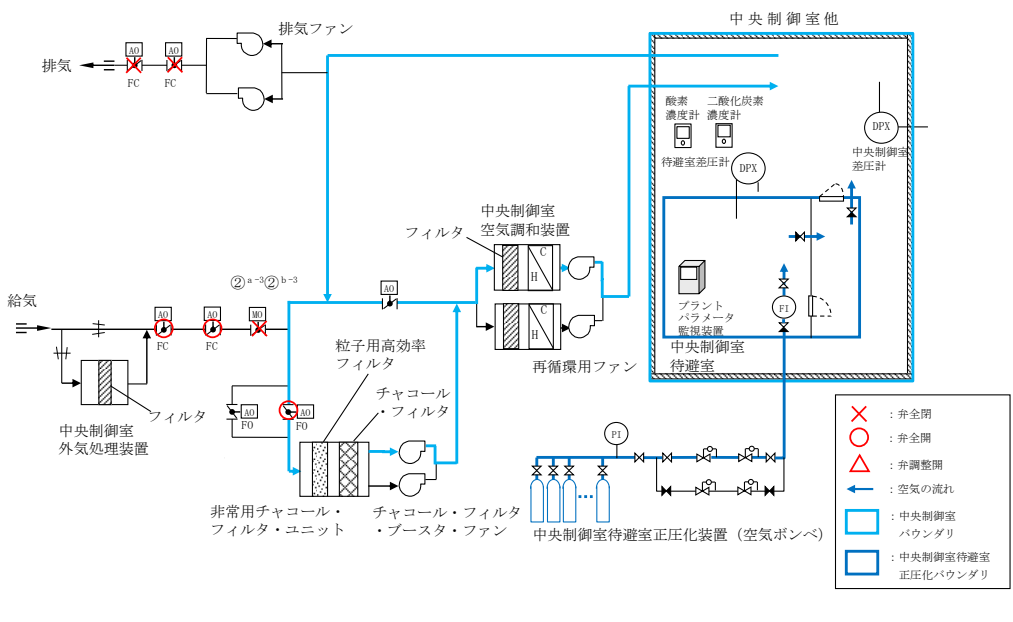 中央制御室他
排気ファン
AO
AO
排気
FC
FC
酸素
濃度計
二酸化炭素
濃度計
DPX
中央制御室
差圧計
待避室差圧計
DPX
中央制御室
空気調和装置
フィルタ
C
H
C
H
再循環用ファン
プラント
パラメータ
監視装置
FI
中央制御室
待避室
②a-3②b-3
給気
AO
AO
MO
FC
FC
AO
フィルタ
中央制御室
外気処理装置
粒子用高効率
フィルタ
チャコール
・フィルタ
AO
FO
AO
FO
非常用チャコール・
フィルタ・ユニット
チャコール・フィルタ
・ブースタ・ファン
PI
中央制御室待避室正圧化装置(空気ボンベ)
:弁全閉
:弁全開
:弁調整開
:空気の流れ
:中央制御室
バウンダリ
:中央制御室待避室
正圧化バウンダリ